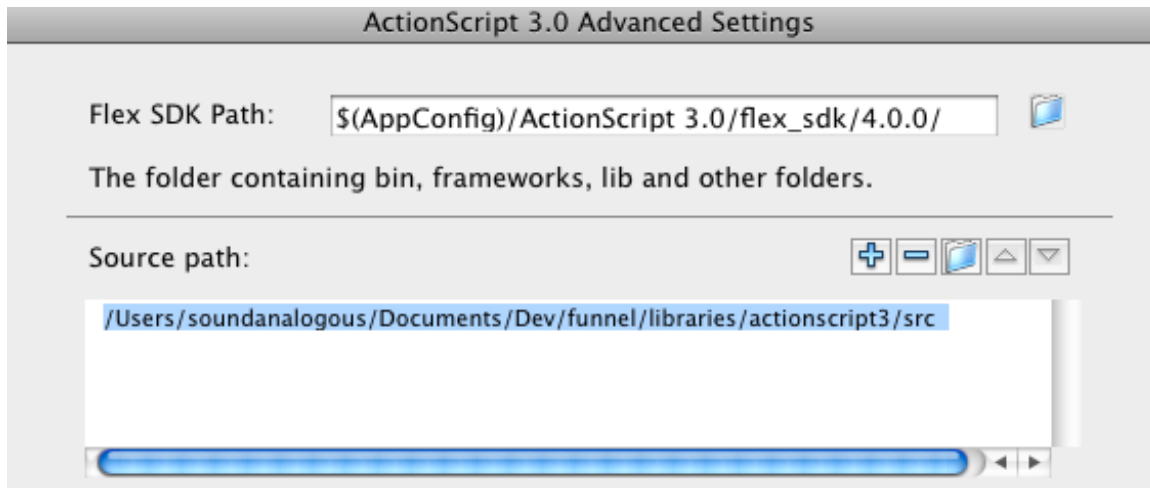 ActionScript 3.0 Advanced Settings
Flex SDK Path: $(AppConfig)/ActionScript 3.0/flex_sdk/4.0.0/
The folder containing bin, frameworks, lib and other folders.
Source path:
/Users/soundanalogous/Documents/Dev/funnel/libraries/actionscript3/src